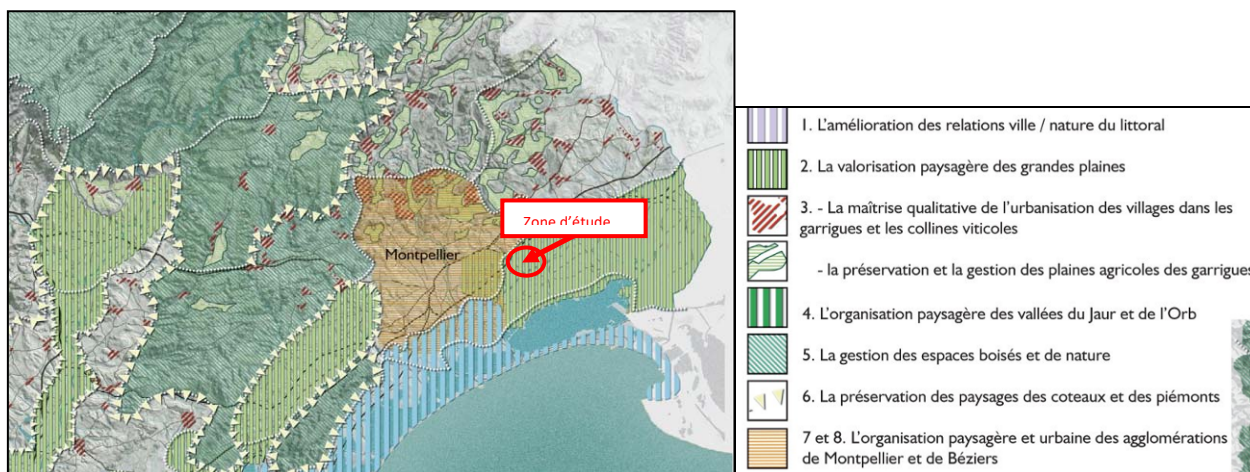 Zone d'étude
Montpellier
1. L'amélioration des relations ville / nature du littoral
2. La valorisation paysagère des grandes plaines
3. - La maîtrise qualitative de l'urbanisation des villages dans les
garrigues et les collines viticoles
- la préservation et la gestion des plaines agricoles des garrigues
4. L'organisation paysagère des vallées du Jaur et de l'Orb
5. La gestion des espaces boisés et de nature
6. La préservation des paysages des coteaux et des piémonts
7 et 8. L'organisation paysagère et urbaine des agglomérations
de Montpellier et de Béziers